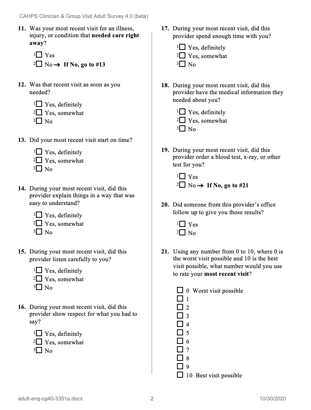 CAHPS Clinician & Group Visit Adult Survey 4.0 (beta)
11. Was your most recent visit for an illness,
injury, or condition that needed care right
away?
1 Yes
2 No → If No, go to #13
12. Was that recent visit as soon as you
needed?
1 Yes, definitely
2 Yes, somewhat
3 No
13. Did your most recent visit start on time?
1 Yes, definitely
2 Yes, somewhat
3 No
14. During your most recent visit, did this
provider explain things in a way that was
easy to understand?
1 Yes, definitely
2 Yes, somewhat
3 No
15. During your most recent visit, did this
provider listen carefully to you?
1 Yes, definitely
2 Yes, somewhat
3 No
16. During your most recent visit, did this
provider show respect for what you had to
say?
1 Yes, definitely
2 Yes, somewhat
3 No
17. During your most recent visit, did this
provider spend enough time with you?
1 Yes, definitely
2 Yes, somewhat
3 No
18. During your most recent visit, did this
provider have the medical information they
needed about you?
1 Yes, definitely
2 Yes, somewhat
3 No
19. During your most recent visit, did this
provider order a blood test, x-ray, or other
test for you?
1 Yes
2 No → If No, go to #21
20. Did someone from this provider's office
follow up to give you those results?
1 Yes
2 No
21. Using any number from 0 to 10, where 0 is
the worst visit possible and 10 is the best
visit possible, what number would you use
to rate your most recent visit?
0 Worst visit possible
1
2
3
4
5
6
7
8
9
10 Best visit possible
adult-eng-cg40-3351a.docx
2
10/30/2020